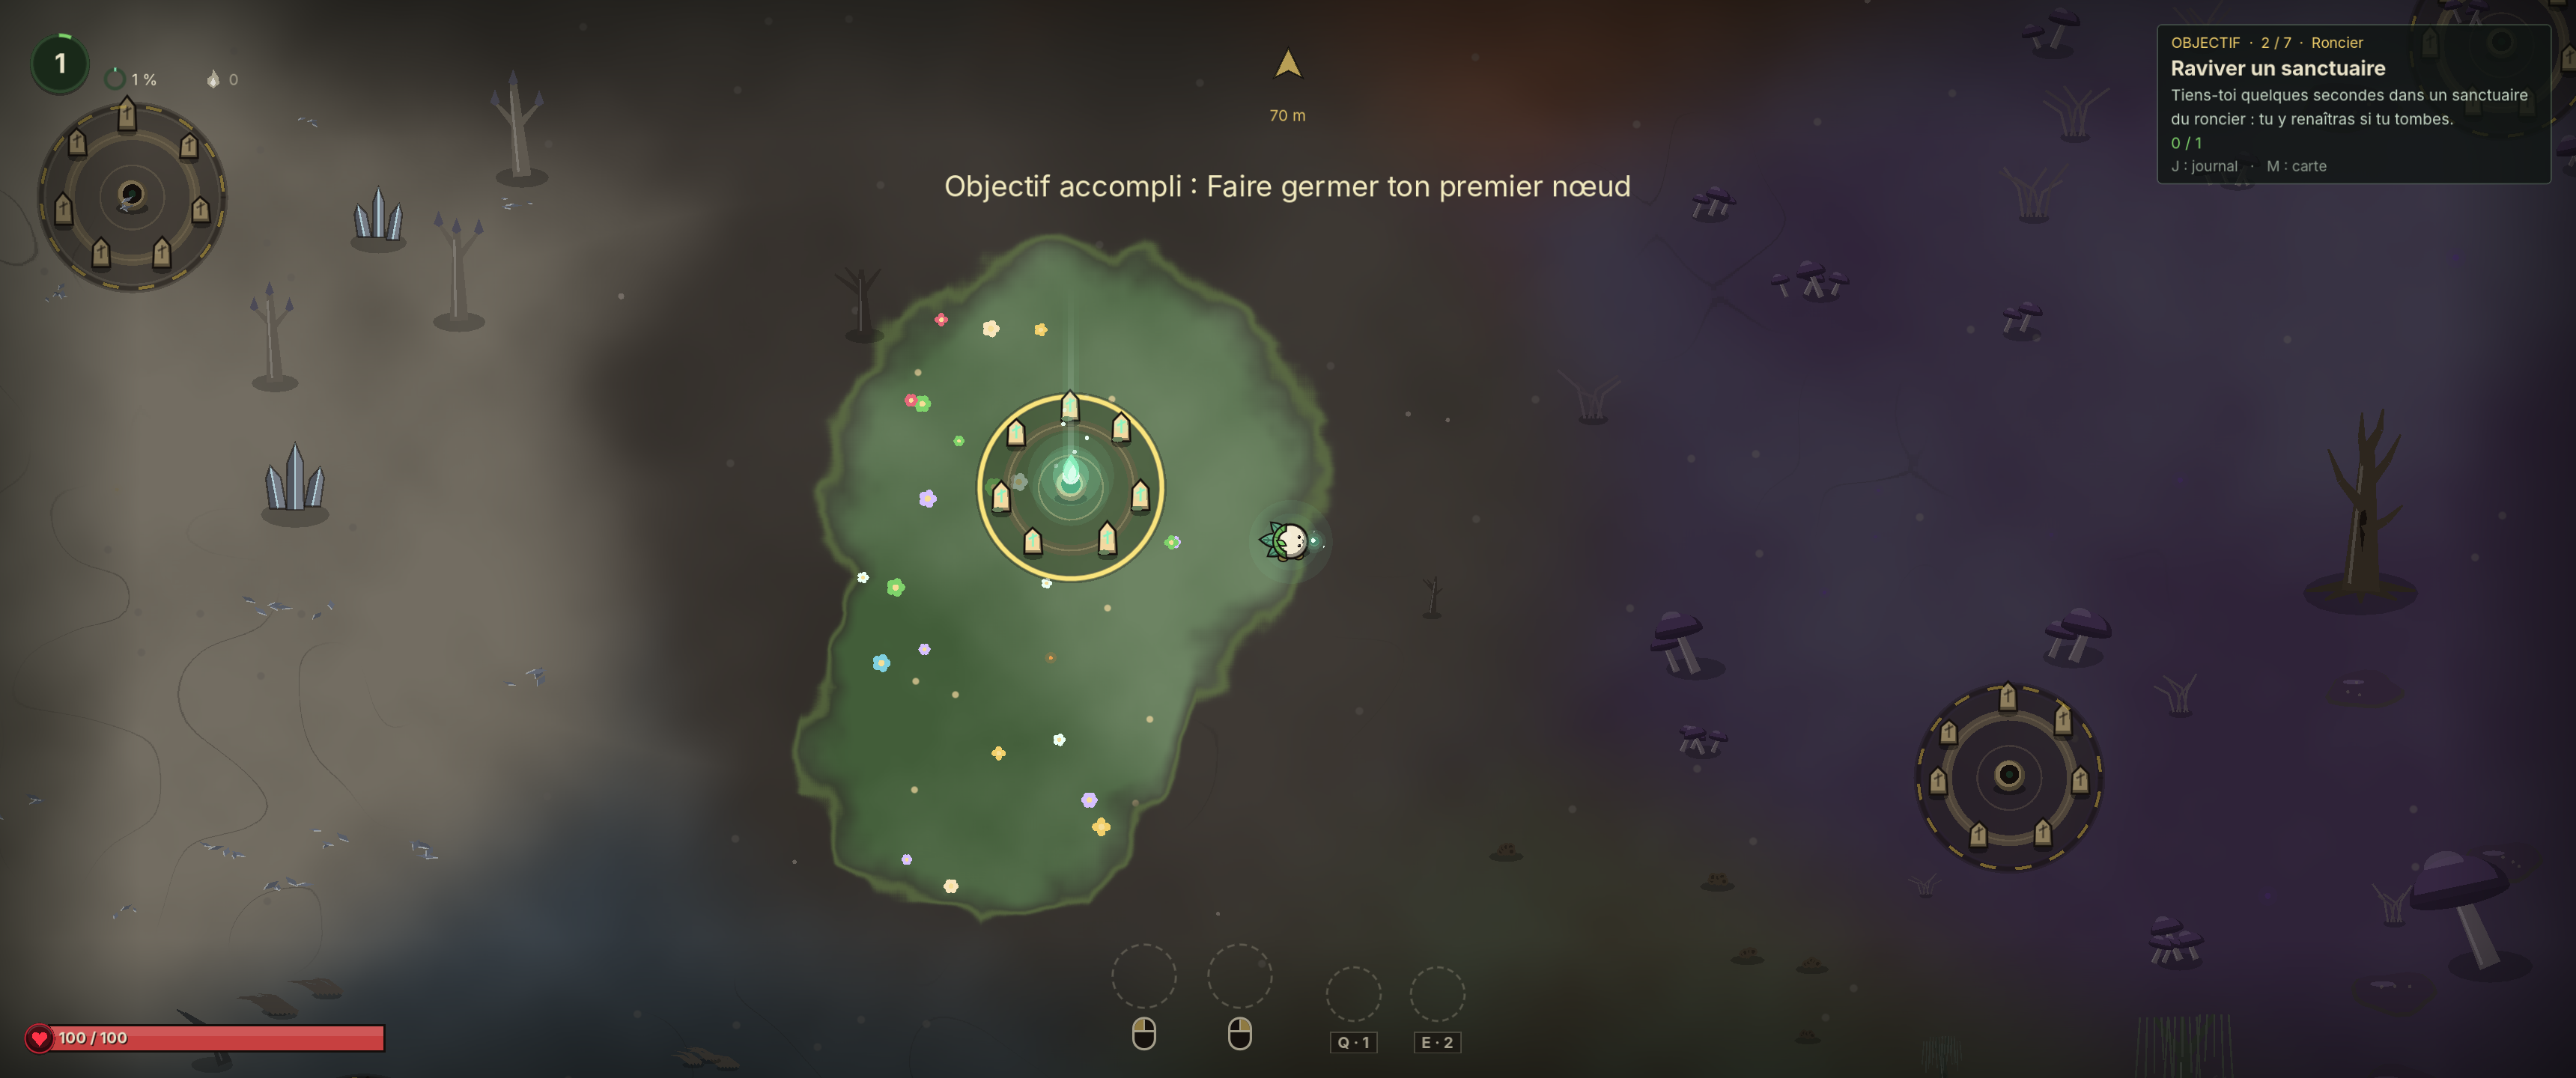 1
1 %
0
70 m
Objectif accompli : Faire germer ton premier nœud
OBJECTIF · 2 / 7 · Roncier
Raviver un sanctuaire
Tiens-toi quelques secondes dans un sanctuaire
du roncier : tu y renaîtras si tu tombes.
0 / 1
J : journal · M : carte
100 / 100
Q · 1
E · 2